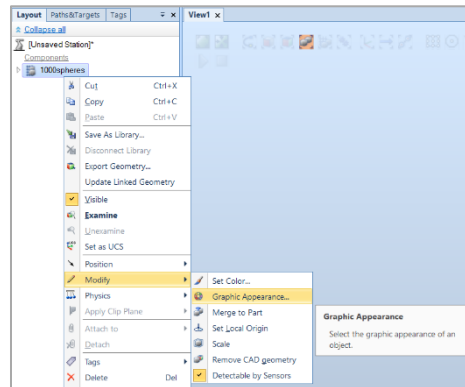 Layout Paths&Targets Tags
View1
Collapse all
[Unsaved Station]*
Components
1000spheres
Cut Ctrl+X
Copy Ctrl+C
Paste Ctrl+V
Save As Library...
Disconnect Library
Export Geometry...
Update Linked Geometry
Visible
Examine
Unexamine
Set as UCS
Position
Modify
Physics
Apply Clip Plane
Attach to
Detach
Tags
Delete Del
Set Color...
Graphic Appearance...
Merge to Part
Set Local Origin
Scale
Remove CAD geometry
Detectable by Sensors
Graphic Appearance
Select the graphic appearance of an
object.